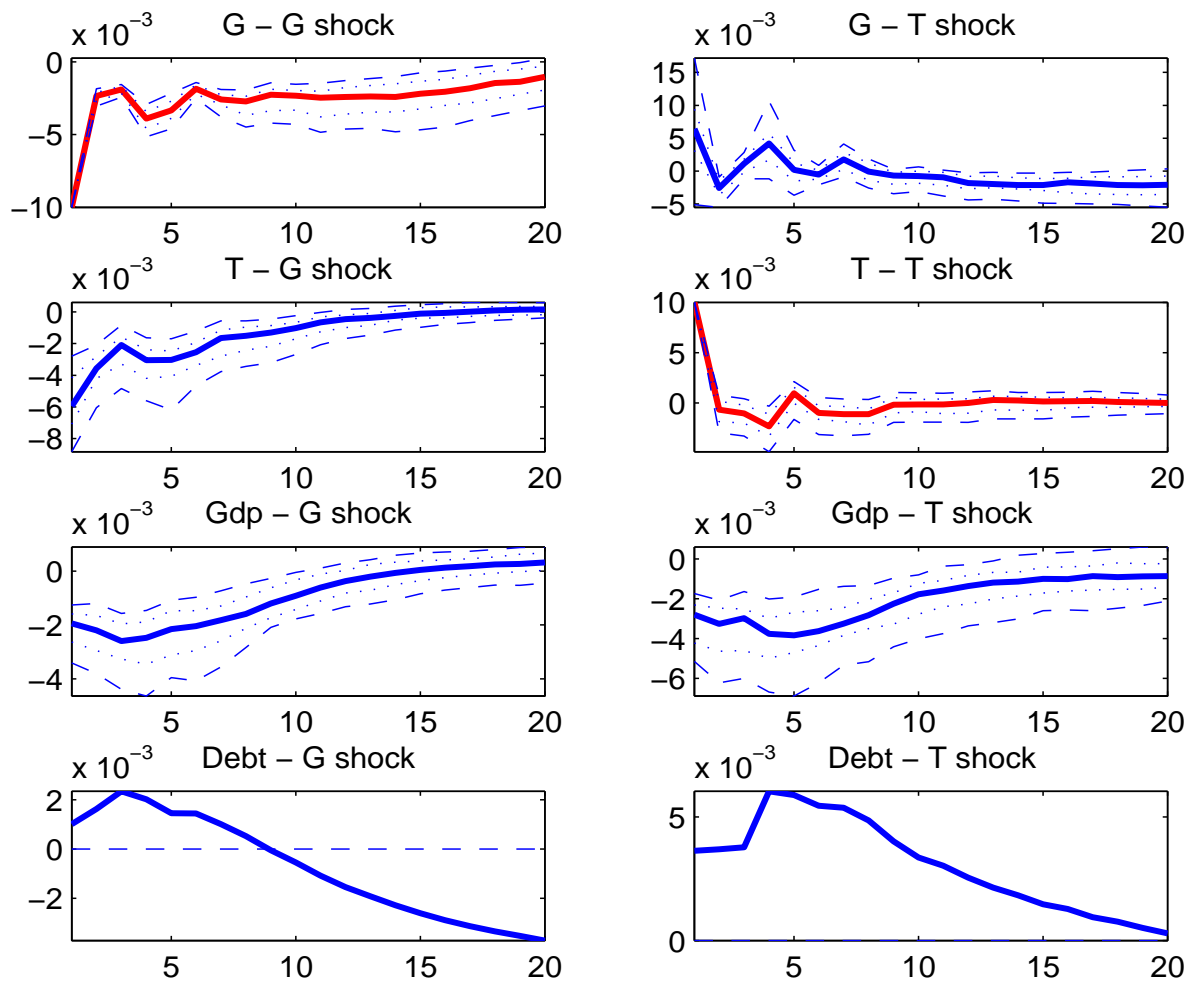 x 10−3
G − G shock
0
−5
−10
5 10 15 20
x 10−3
G − T shock
15
10
5
0
−5
5 10 15 20
x 10−3
T − G shock
0
−2
−4
−6
−8
5 10 15 20
x 10−3
T − T shock
10
5
0
5 10 15 20
x 10−3
Gdp − G shock
0
−2
−4
5 10 15 20
x 10−3
Gdp − T shock
0
−2
−4
−6
5 10 15 20
x 10−3
Debt − G shock
2
0
−2
5 10 15 20
x 10−3
Debt − T shock
5
0
5 10 15 20